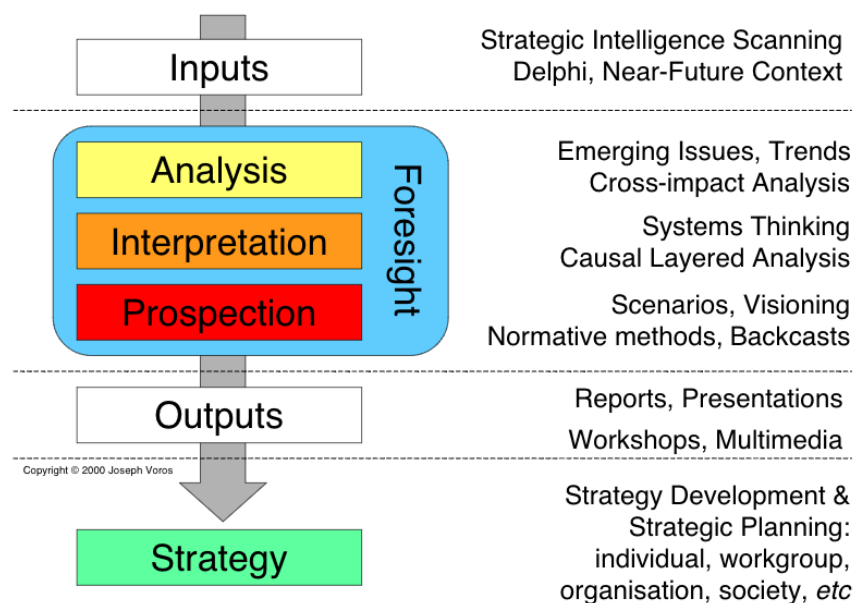 Inputs
Strategic Intelligence Scanning
Delphi, Near-Future Context
Foresight
Analysis
Emerging Issues, Trends
Cross-impact Analysis
Interpretation
Systems Thinking
Causal Layered Analysis
Prospection
Scenarios, Visioning
Normative methods, Backcasts
Outputs
Reports, Presentations
Workshops, Multimedia
Copyright © 2000 Joseph Voros
Strategy
Strategy Development &
Strategic Planning:
individual, workgroup,
organisation, society, etc